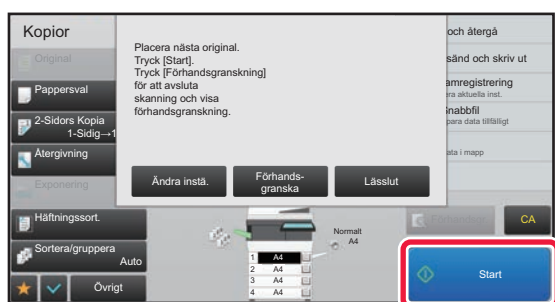 Kopior
Original
Pappersval
2-Sidors Kopia
1-Sidig→1
Återgivning
Exponering
Häftningssort.
Sortera/gruppera
Auto
Övrigt
Placera nästa original.
Tryck [Start].
Tryck [Förhandsgranskning]
för att avsluta
skanning och visa
förhandsgranskning.
Ändra instä.
Förhands-
granska
Lässlut
Normalt
A4
1 A4
2 A4
3 A4
4 A4
och återgå
sänd och skriv ut
amregistrering
era aktuella inst.
nabbfil
para data tillfälligt
ata i mapp
CA
Start